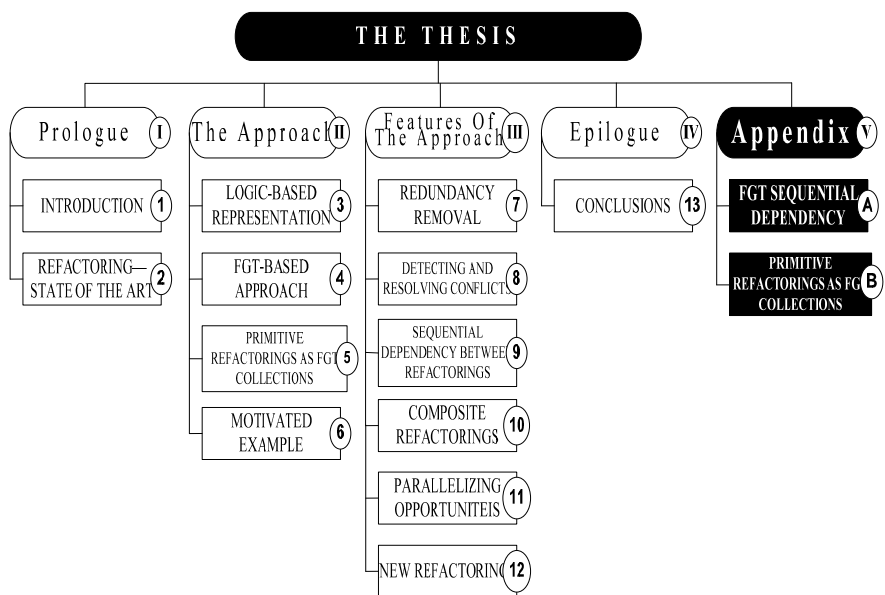 THE THESIS
Prologue I
INTRODUCTION 1
REFACTORING—
STATE OF THE ART 2
The Approach II
LOGIC-BASED
REPRESENTATION 3
FGT-BASED
APPROACH 4
PRIMITIVE
REFACTORINGS AS FGT
COLLECTIONS 5
MOTIVATED
EXAMPLE 6
Features Of
The Approach III
REDUNDANCY
REMOVAL 7
DETECTING AND
RESOLVING CONFLICTS 8
SEQUENTIAL
DEPENDENCY BETWEEN
REFACTORINGS 9
COMPOSITE
REFACTORINGS 10
PARALLELIZING
OPPORTUNITEIS 11
NEW REFACTORING 12
Epilogue IV
CONCLUSIONS 13
Appendix V
FGT SEQUENTIAL
DEPENDENCY A
PRIMITIVE
REFACTORINGS AS FGT
COLLECTIONS B